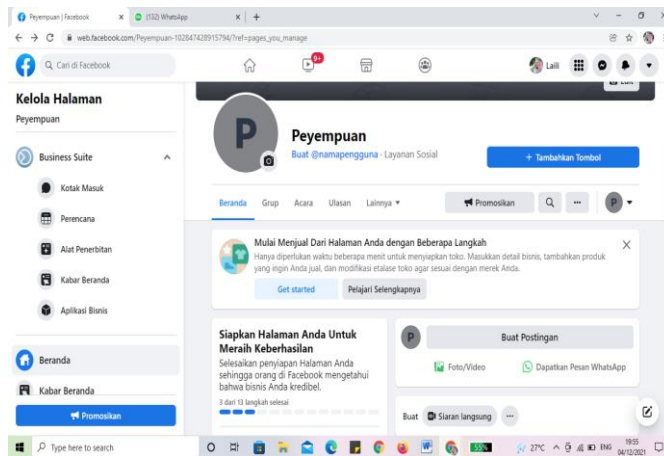 Peyempuan | Facebook
(132) WhatsApp
web.facebook.com/Peyempuan-102847428915794/?ref=pages_you_manage
Cari di Facebook
9+
Laili
Kelola Halaman
Peyempuan
Business Suite
Kotak Masuk
Perencana
Alat Penerbitan
Kabar Beranda
Aplikasi Bisnis
Beranda
Kabar Beranda
Promosikan
P
Peyempuan
Buat @namapengguna · Layanan Sosial
+ Tambahkan Tombol
Beranda Grup Acara Ulasan Lainnya
Promosikan
P
Mulai Menjual Dari Halaman Anda dengan Beberapa Langkah
Hanya diperlukan waktu beberapa menit untuk menyiapkan toko. Masukkan detail bisnis, tambahkan produk
yang ingin Anda jual, dan modifikasi etalase toko agar sesuai dengan merek Anda.
Get started
Pelajari Selengkapnya
Siapkan Halaman Anda Untuk
Meraih Keberhasilan
Selesaikan penyiapan Halaman Anda
sehingga orang di Facebook mengetahui
bahwa bisnis Anda kredibel.
3 dari 13 langkah selesai
P
Buat Postingan
Foto/Video
Dapatkan Pesan WhatsApp
Buat
Siaran langsung
Type here to search
55%
27°C
ENG
19:55
04/12/2021